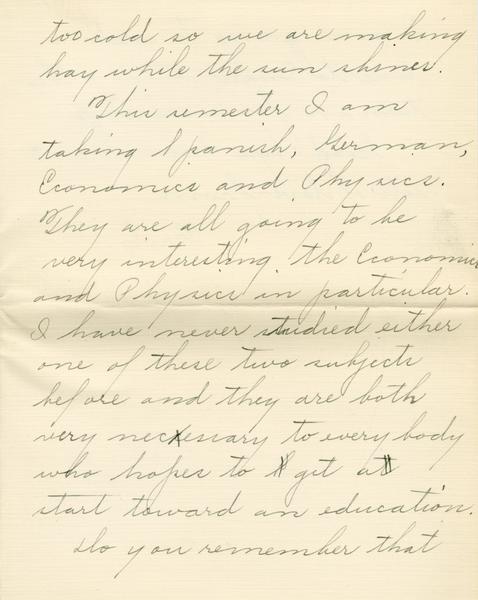 too cold so we are making
hay while the sun shines.
This semester I am
taking Spanish, German,
Economics and Physics.
They are all going to be
very interesting the Economics
and Physics in particular.
I have never studied either
one of these two subjects
before and they are both
very necessary to every body
who hopes to git a
start toward an education.
Do you remember that